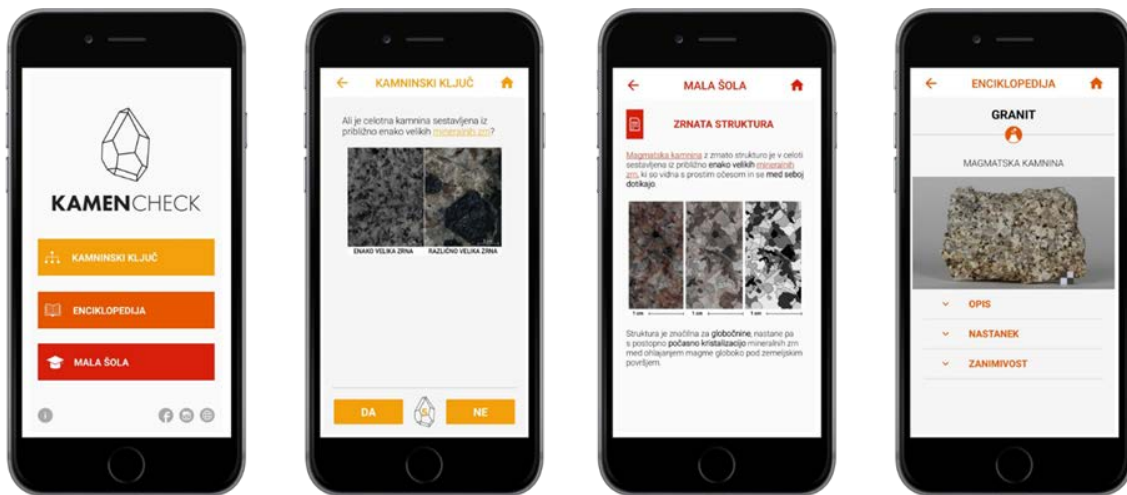 KAMENCHECK
KAMNINSKI KLJUČ
ENCIKLOPEDIJA
MALA ŠOLA
KAMNINSKI KLJUČ
Ali je celotna kamnina sestavljena iz
približno enako velikih mineralnih zrn?
ENAKO VELIKA ZRNA
RAZLIČNO VELIKA ZRNA
DA
NE
MALA ŠOLA
ZRNATA STRUKTURA
Magmatska kamnina z zrnato strukturo je v celoti
sestavljena iz približno enako velikih mineralnih
zrn, ki so vidna s prostim očesom in se med seboj
dotikajo.
1 cm
1 cm
1 cm
Struktura je značilna za globočnine, nastane pa
s postopno počasno kristalizacijo mineralnih zrn
med ohlajanjem magme globoko pod zemeljskim
površjem.
ENCIKLOPEDIJA
GRANIT
MAGMATSKA KAMNINA
OPIS
NASTANEK
ZANIMIVOST